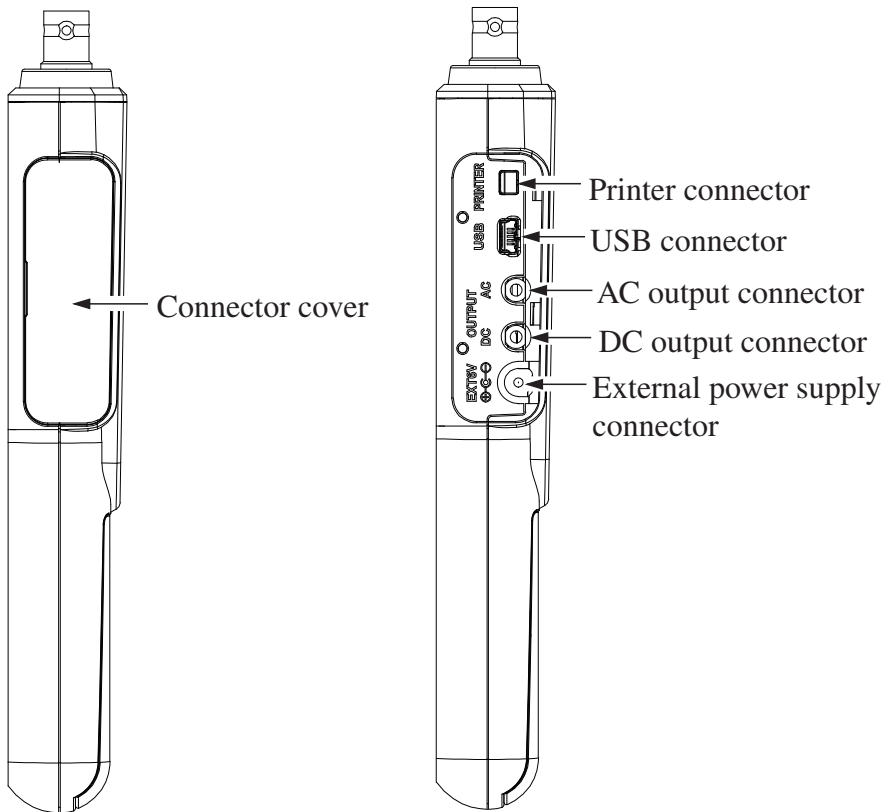 Connector cover
PRINTER
USB
AC
OUTPUT
DC
EXT6V
Printer connector
USB connector
AC output connector
DC output connector
External power supply
connector